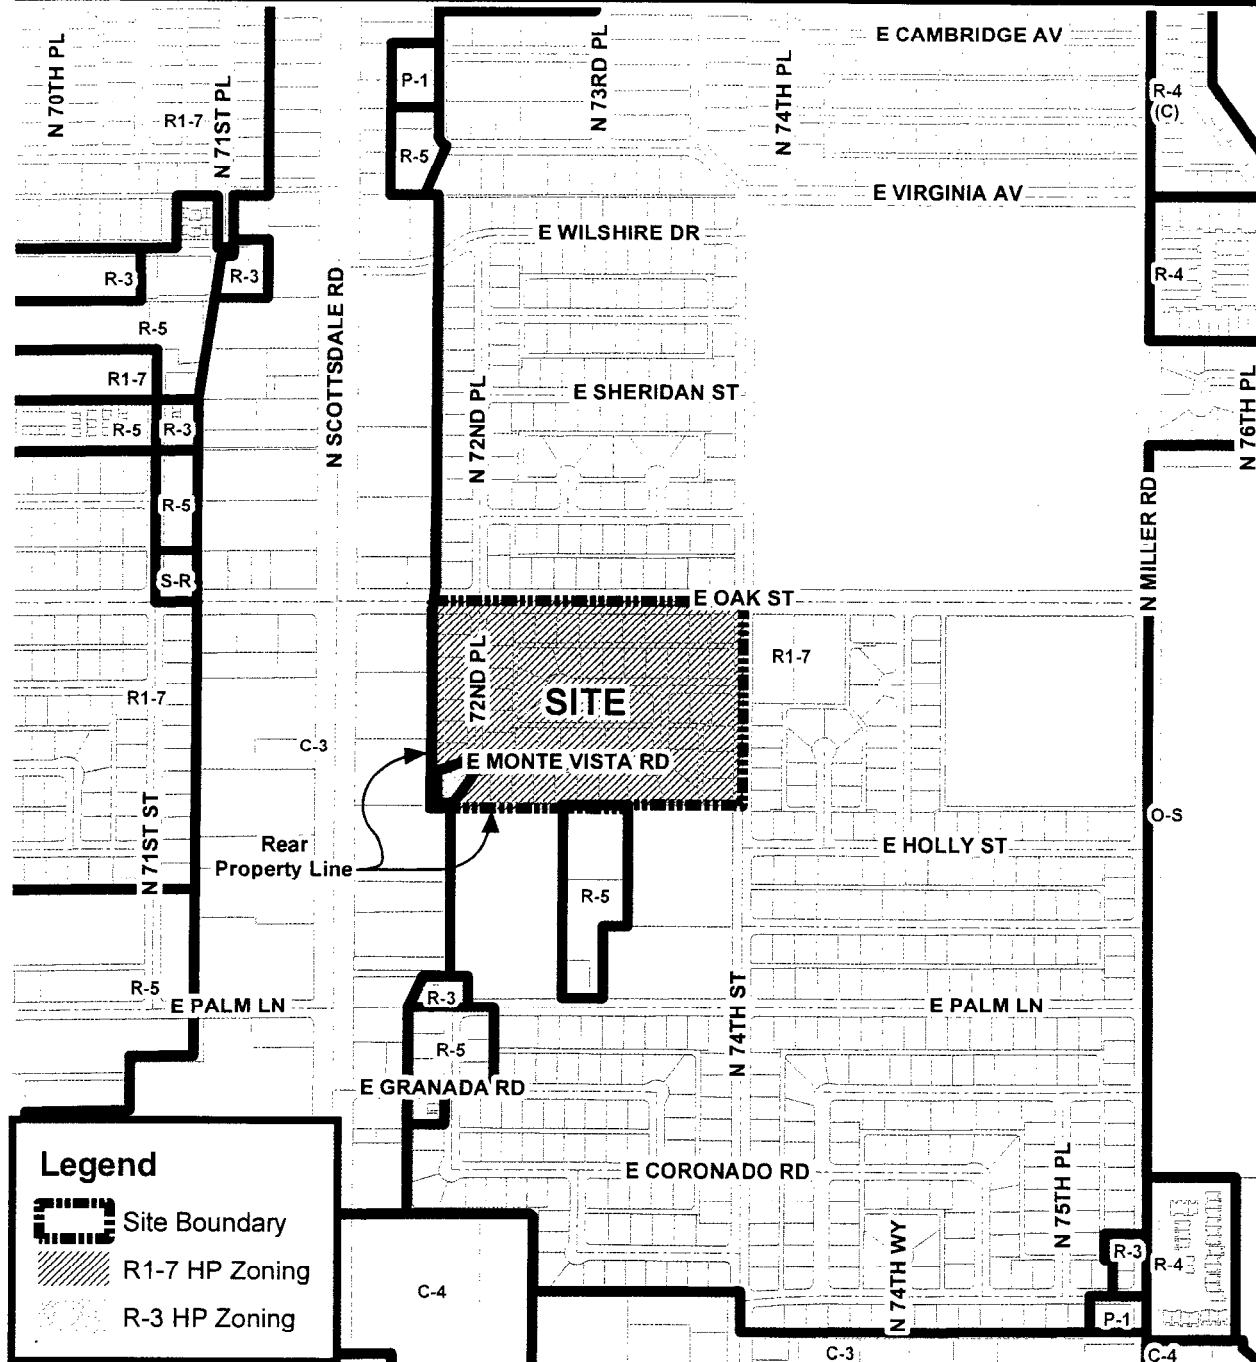 E CAMBRIDGE AV
N 70TH PL
N 71ST PL
N 73RD PL
N 74TH PL
P-1
R-4
(C)
R1-7
R-5
E VIRGINIA AV
E WILSHIRE DR
R-3
R-3
R-4
N SCOTTSDALE RD
R-5
R1-7
N 72ND PL
E SHERIDAN ST
N 76TH PL
R-5
R-3
R-5
N MILLER RD
S-R
E OAK ST
72ND PL
R1-7
R1-7
SITE
C-3
E MONTE VISTA RD
N 71ST ST
O-S
Rear
Property Line
E HOLLY ST
R-5
R-5
R-3
E PALM LN
E PALM LN
N 74TH ST
R-5
E GRANADA RD
Legend
Site Boundary
R1-7 HP Zoning
R-3 HP Zoning
E CORONADO RD
N 75TH PL
N 74TH WY
R-3
R-4
C-4
P-1
C-3
C-4